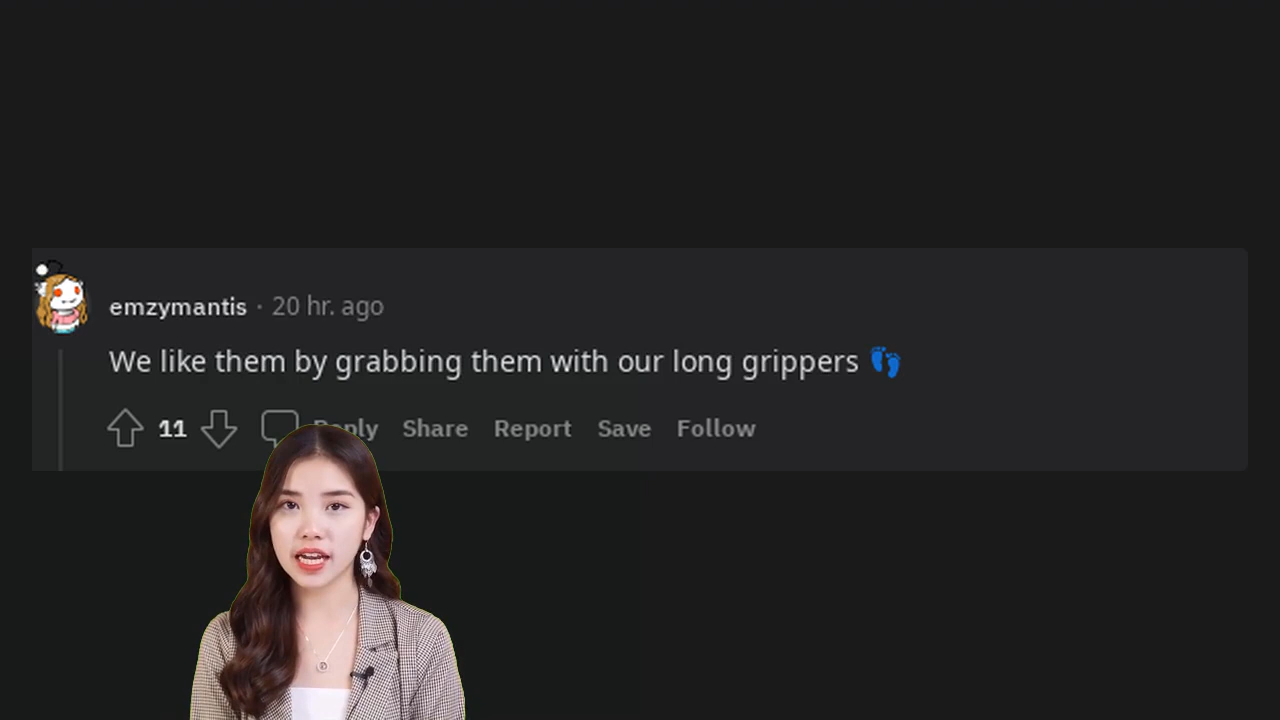 emzymantis · 20 hr. ago
We like them by grabbing them with our long grippers 👣
11 Reply Share Report Save Follow